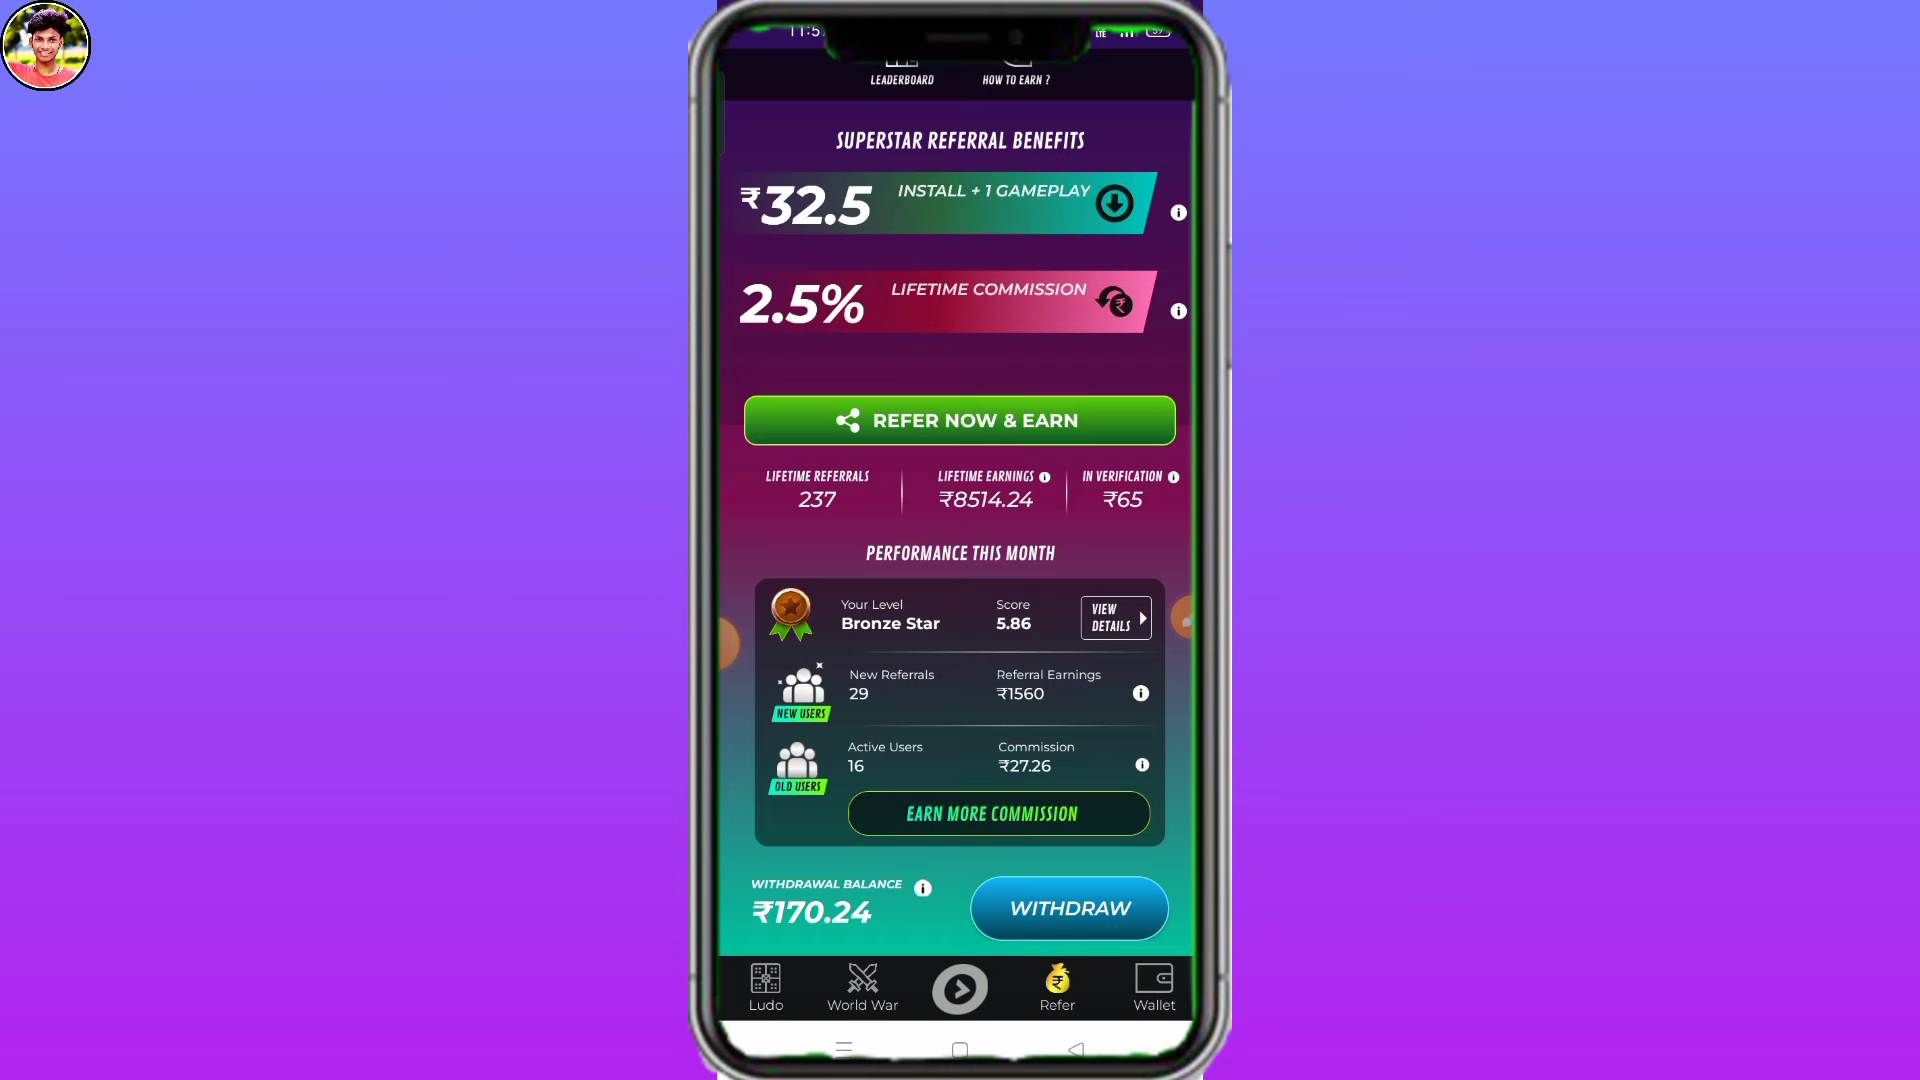 LTE
LEADERBOARD HOW TO EARN ?
SUPERSTAR REFERRAL BENEFITS
₹32.5 INSTALL + 1 GAMEPLAY
2.5% LIFETIME COMMISSION
REFER NOW & EARN
LIFETIME REFERRALS LIFETIME EARNINGS IN VERIFICATION
237 ₹8514.24 ₹65
PERFORMANCE THIS MONTH
Your Level Score VIEW
Bronze Star 5.86 DETAILS
New Referrals Referral Earnings
29 ₹1560
NEW USERS
Active Users Commission
16 ₹27.26
OLD USERS
EARN MORE COMMISSION
WITHDRAWAL BALANCE
₹170.24 WITHDRAW
Ludo World War Refer Wallet